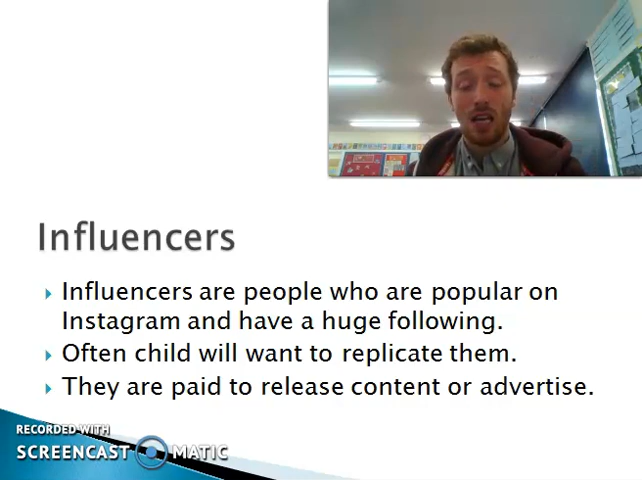 Influencers
Influencers are people who are popular on
Instagram and have a huge following.
Often child will want to replicate them.
They are paid to release content or advertise.
RECORDED WITH
SCREENCAST MATIC